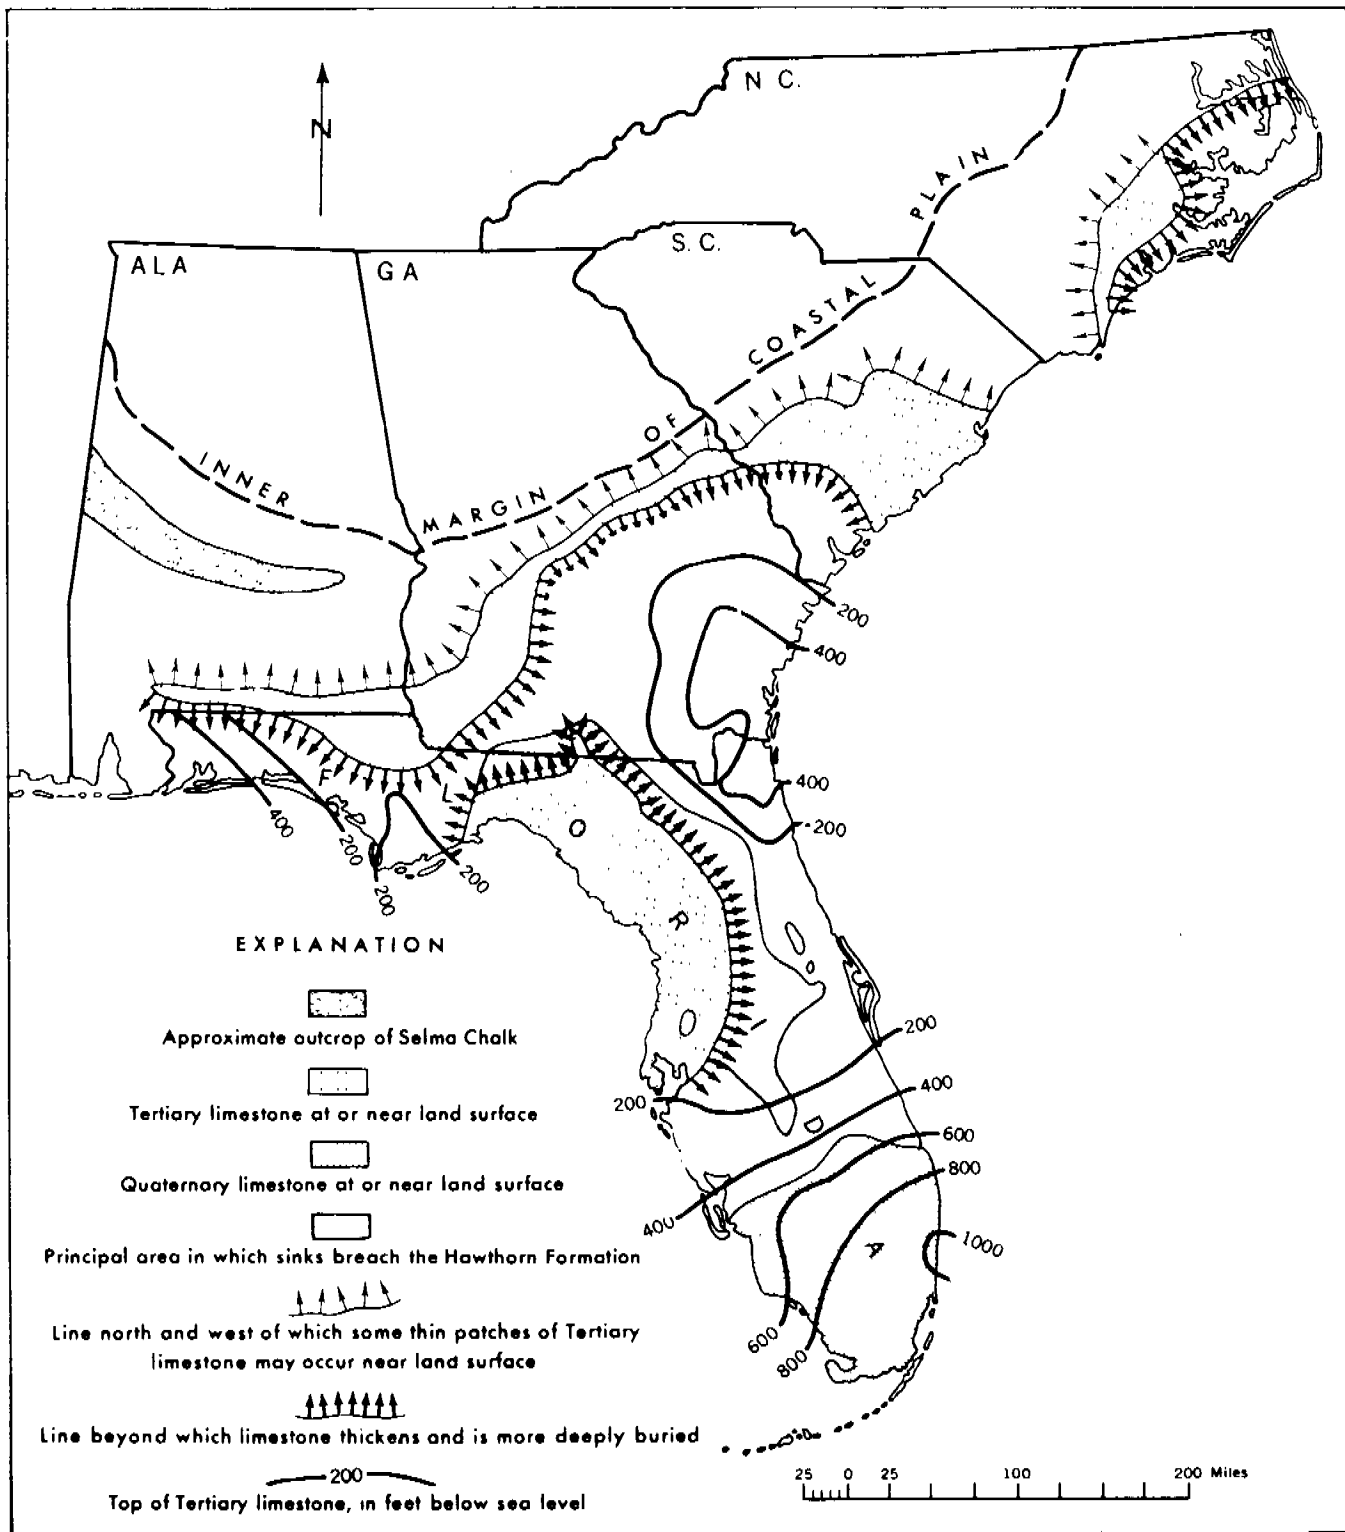 N C.
N
PLAIN
S. C.
ALA
GA
COASTAL
OF
INNER
MARGIN
200
400
F
L
O
R
I
D
A
400
200
200
200
400
200
EXPLANATION
Approximate outcrop of Selma Chalk
Tertiary limestone at or near land surface
Quaternary limestone at or near land surface
Principal area in which sinks breach the Hawthorn Formation
Line north and west of which some thin patches of Tertiary
limestone may occur near land surface
Line beyond which limestone thickens and is more deeply buried
200
Top of Tertiary limestone, in feet below sea level
200
200
400
600
800
400
1000
600
800
25 0 25 100 200 Miles